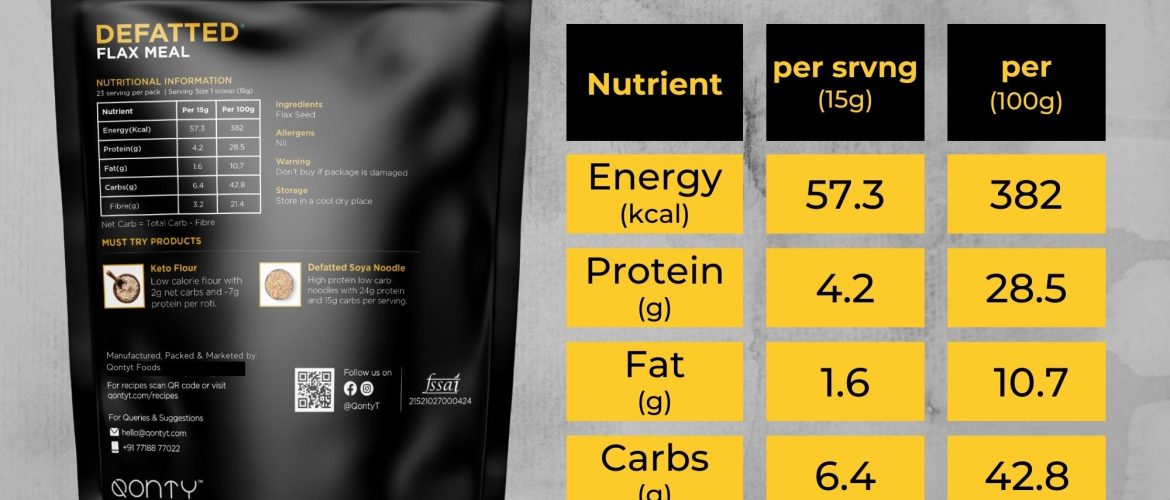 DEFATTED
FLAX MEAL
NUTRITIONAL INFORMATION
23 serving per pack | Serving Size 1 scoop (15g)
Nutrient Per 15g Per 100g
Energy(Kcal) 57.3 382
Protein(g) 4.2 28.5
Fat(g) 1.6 10.7
Carbs(g) 6.4 42.8
Fibre(g) 3.2 21.4
Net Carb = Total Carb - Fibre
Ingredients
Flax Seed
Allergens
Nil
Warning
Don't buy if package is damaged
Storage
Store in a cool dry place
MUST TRY PRODUCTS
Keto Flour
Low calorie flour with
2g net carbs and ~7g
protein per roti.
Defatted Soya Noodle
High protein low carb
noodles with 24g protein
and 15g carbs per serving.
Manufactured, Packed & Marketed by:
Qontyt Foods
For recipes scan QR code or visit
qontyt.com/recipes
For Queries & Suggestions
hello@qontyt.com
+91 77188 77022
Follow us on
@QontyT
fssai
21521027000424
QONTY™
Nutrient per srvng per
(15g) (100g)
Energy
(kcal) 57.3 382
Protein
(g) 4.2 28.5
Fat
(g) 1.6 10.7
Carbs
(g) 6.4 42.8